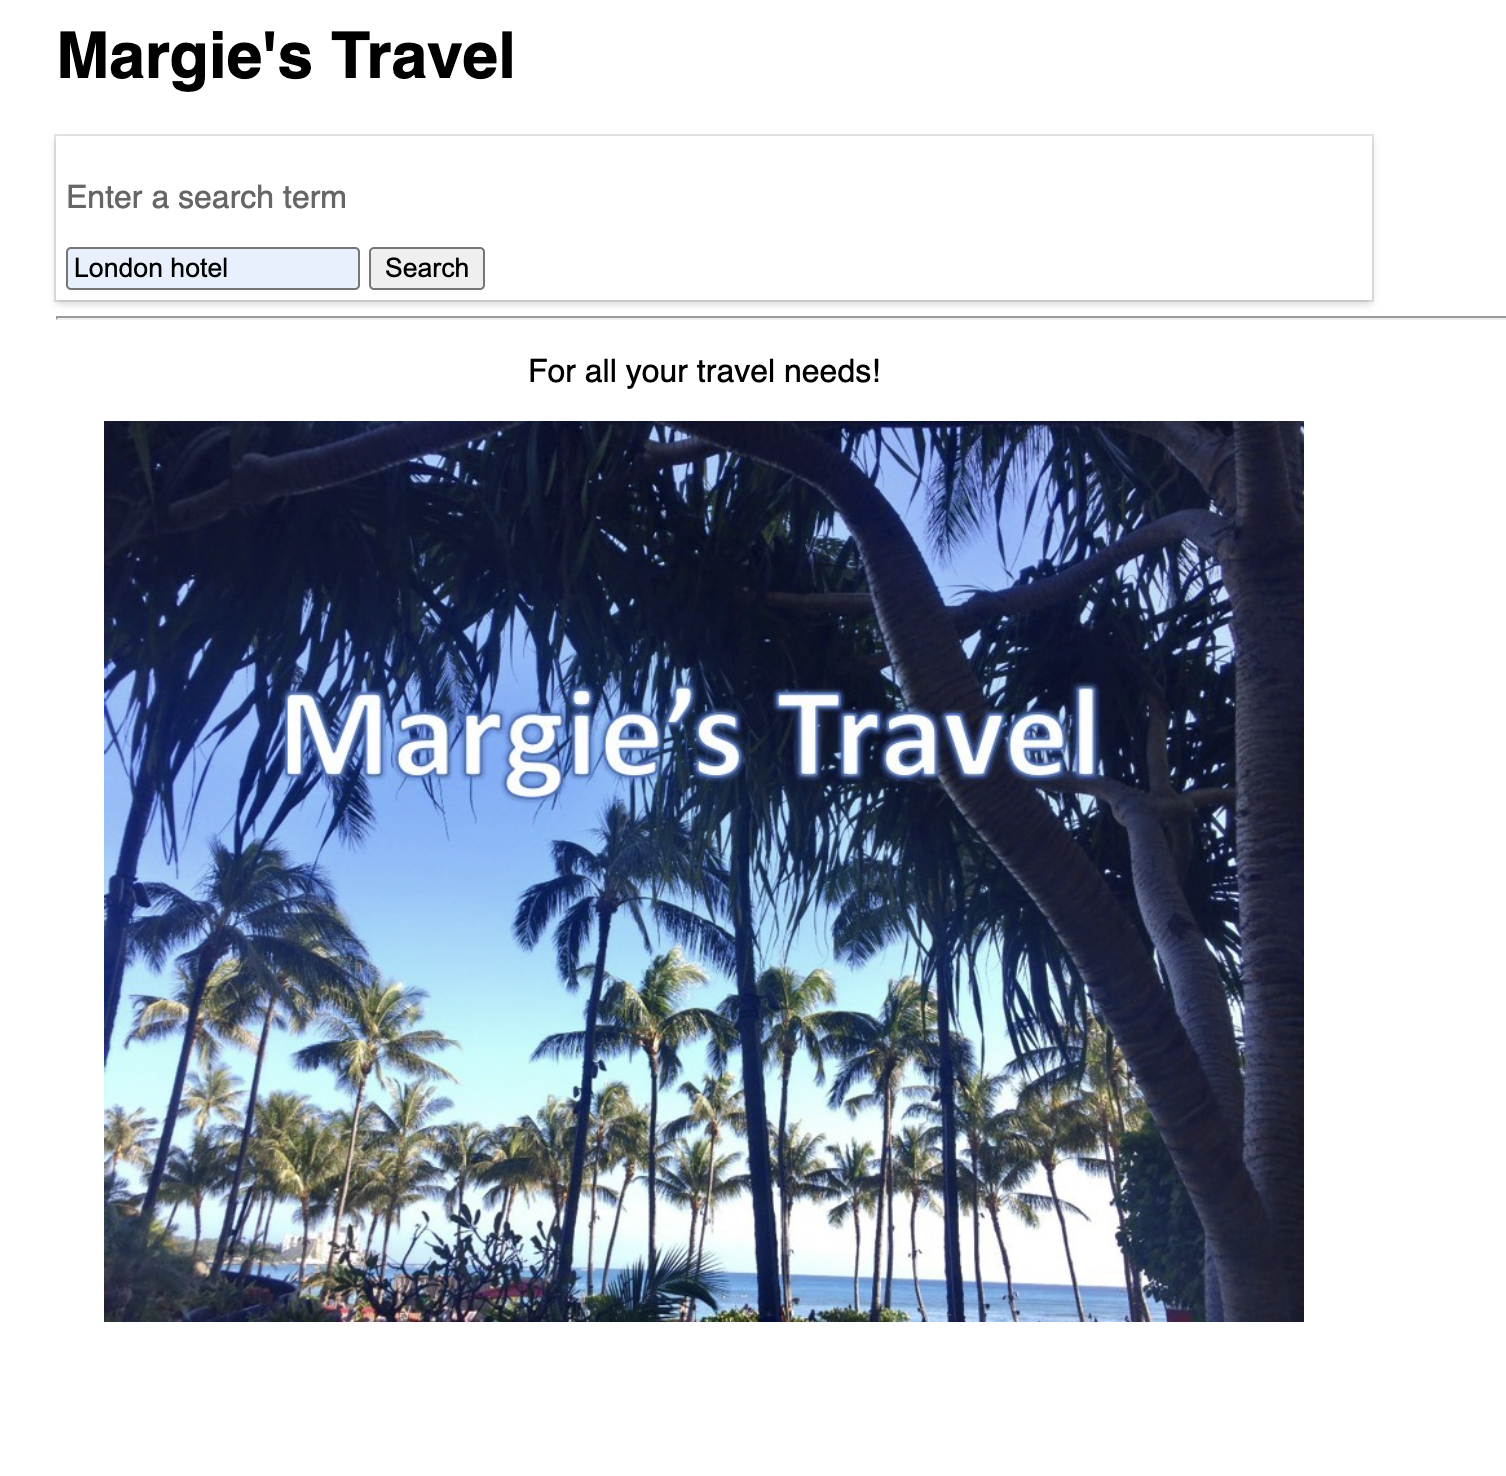 Margie's Travel
Enter a search term
London hotel Search
For all your travel needs!
Margie’s Travel